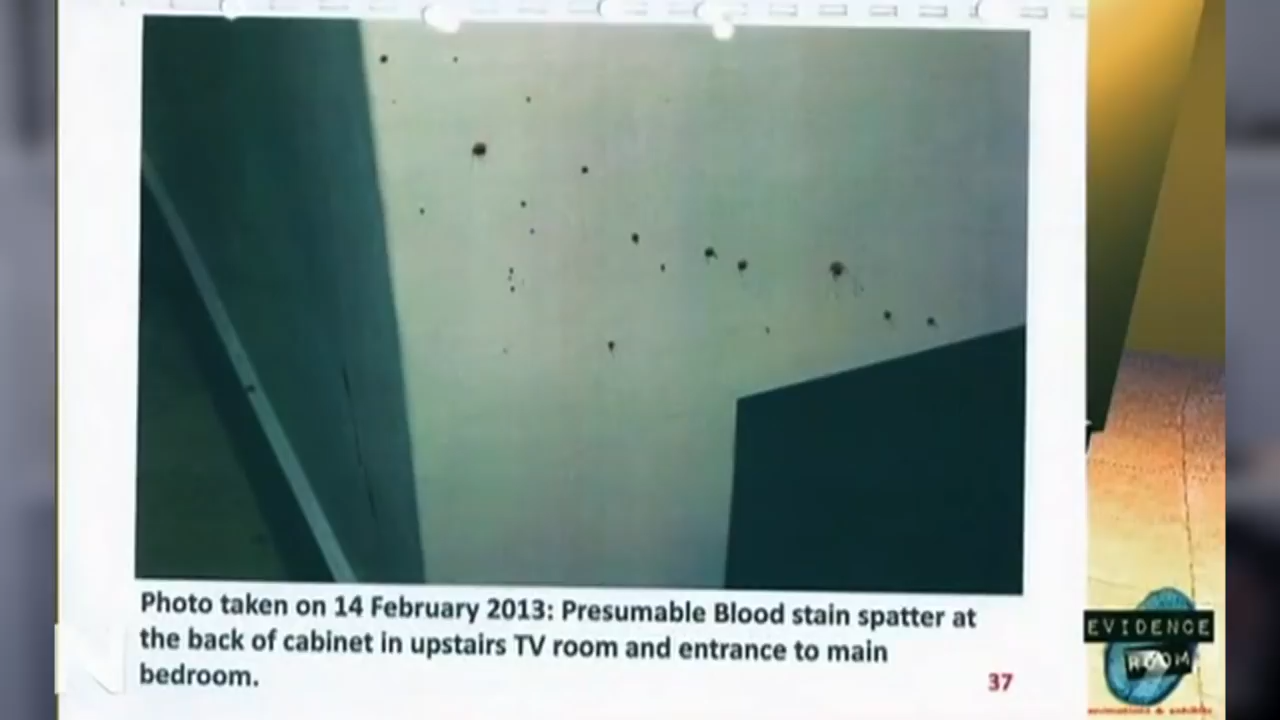 Photo taken on 14 February 2013: Presumable Blood stain spatter at
the back of cabinet in upstairs TV room and entrance to main
bedroom.
37
EVIDENCE
ROOM